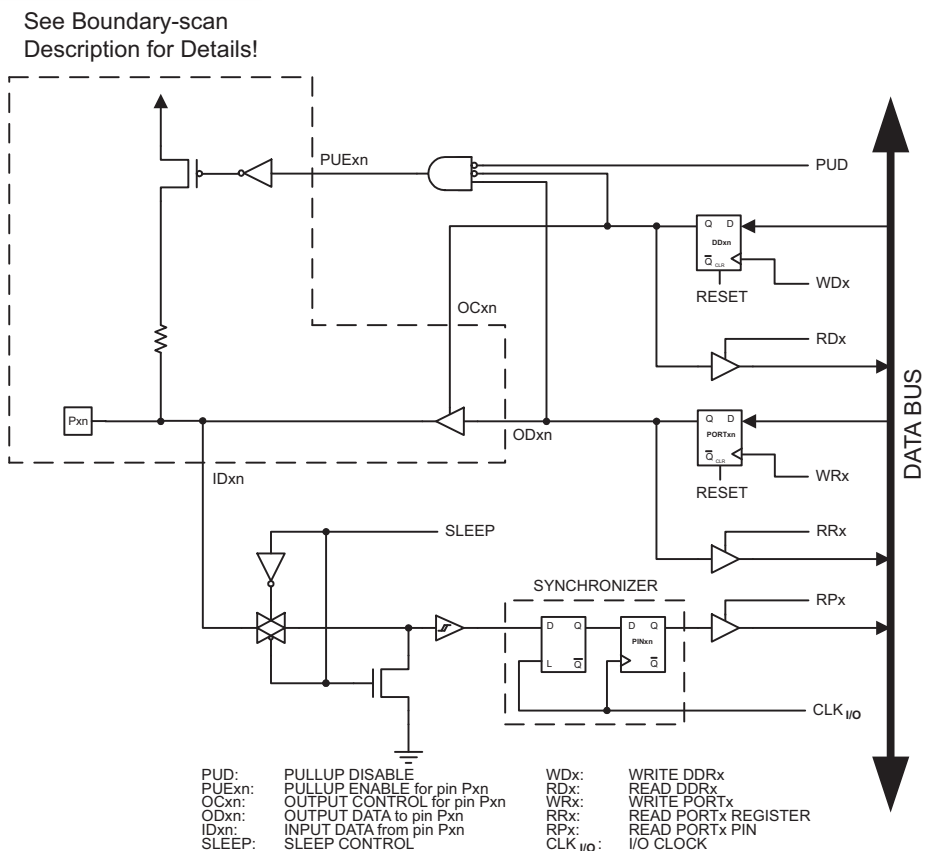 See Boundary-scan
Description for Details!
PUExn
PUD
Q D
DDxn
Q CLR
WDx
RESET
OCxn
RDx
Pxn
ODxn
Q D
PORTxn
Q CLR
WRx
RESET
IDxn
SLEEP
RRx
SYNCHRONIZER
RPx
D Q
L Q
D Q
PINxn
Q
CLK I/O
DATA BUS
PUD: PULLUP DISABLE
PUExn: PULLUP ENABLE for pin Pxn
OCxn: OUTPUT CONTROL for pin Pxn
ODxn: OUTPUT DATA to pin Pxn
IDxn: INPUT DATA from pin Pxn
SLEEP: SLEEP CONTROL
WDx: WRITE DDRx
RDx: READ DDRx
WRx: WRITE PORTx
RRx: READ PORTx REGISTER
RPx: READ PORTx PIN
CLK I/O: I/O CLOCK